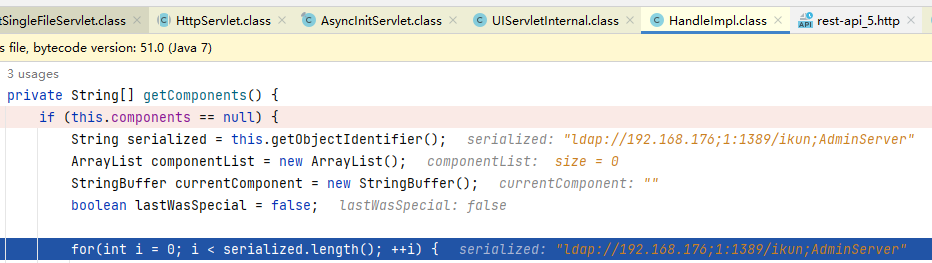 tSingleFileServlet.class HttpServlet.class AsyncInitServlet.class UIServletInternal.class HandleImpl.class rest-api_5.http
s file, bytecode version: 51.0 (Java 7)
3 usages
private String[] getComponents() {
if (this.components == null) {
String serialized = this.getObjectIdentifier(); serialized: "ldap://192.168.176;1:1389/ikun;AdminServer"
ArrayList componentList = new ArrayList(); componentList: size = 0
StringBuffer currentComponent = new StringBuffer(); currentComponent: ""
boolean lastWasSpecial = false; lastWasSpecial: false
for(int i = 0; i < serialized.length(); ++i) { serialized: "ldap://192.168.176;1:1389/ikun;AdminServer"